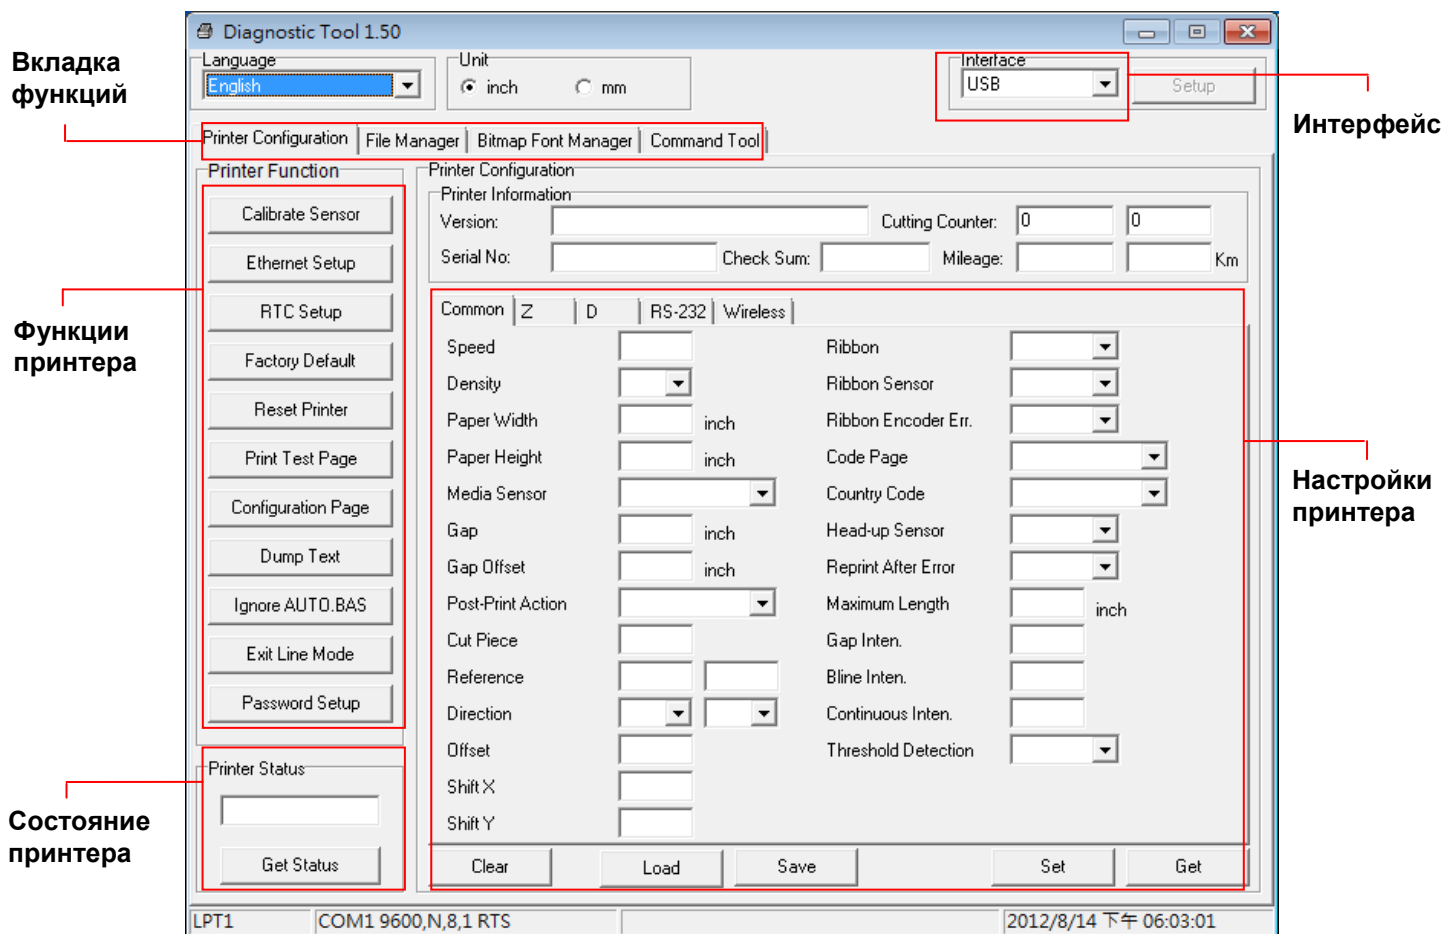 Diagnostic Tool 1.50
Вкладка функций
Language
English
Unit
inch
mm
Interface
USB
Setup
Интерфейс
Printer Configuration
File Manager
Bitmap Font Manager
Command Tool
Printer Function
Calibrate Sensor
Ethernet Setup
RTC Setup
Factory Default
Reset Printer
Print Test Page
Configuration Page
Dump Text
Ignore AUTO.BAS
Exit Line Mode
Password Setup
Функции принтера
Printer Configuration
Printer Information
Version:
Cutting Counter: 0 0
Serial No:
Check Sum:
Mileage:
Km
Common
Z
D
RS-232
Wireless
Speed
Ribbon
Density
Ribbon Sensor
Paper Width inch
Ribbon Encoder Err.
Paper Height inch
Code Page
Media Sensor
Country Code
Gap inch
Head-up Sensor
Gap Offset inch
Reprint After Error
Post-Print Action
Maximum Length inch
Cut Piece
Gap Inten.
Reference
Bline Inten.
Direction
Continuous Inten.
Offset
Threshold Detection
Shift X
Shift Y
Clear
Load
Save
Set
Get
Настройки принтера
Printer Status
Get Status
Состояние принтера
LPT1
COM1 9600,N,8,1 RTS
2012/8/14 下午 06:03:01